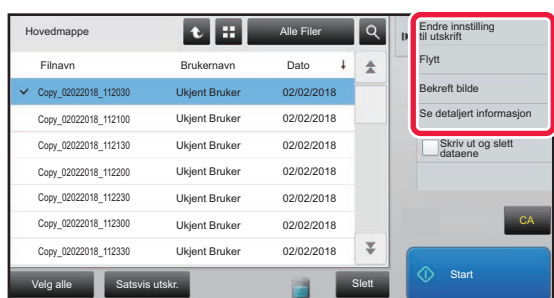 Hovedmappe
Alle Filer
Filnavn Brukernavn Dato
Copy_02022018_112030 Ukjent Bruker 02/02/2018
Copy_02022018_112100 Ukjent Bruker 02/02/2018
Copy_02022018_112130 Ukjent Bruker 02/02/2018
Copy_02022018_112200 Ukjent Bruker 02/02/2018
Copy_02022018_112230 Ukjent Bruker 02/02/2018
Copy_02022018_112300 Ukjent Bruker 02/02/2018
Copy_02022018_112330 Ukjent Bruker 02/02/2018
Velg alle
Satsvis utskr.
Slett
Endre innstilling
til utskrift
Flytt
Bekreft bilde
Se detaljert informasjon
Skriv ut og slett
dataene
CA
Start